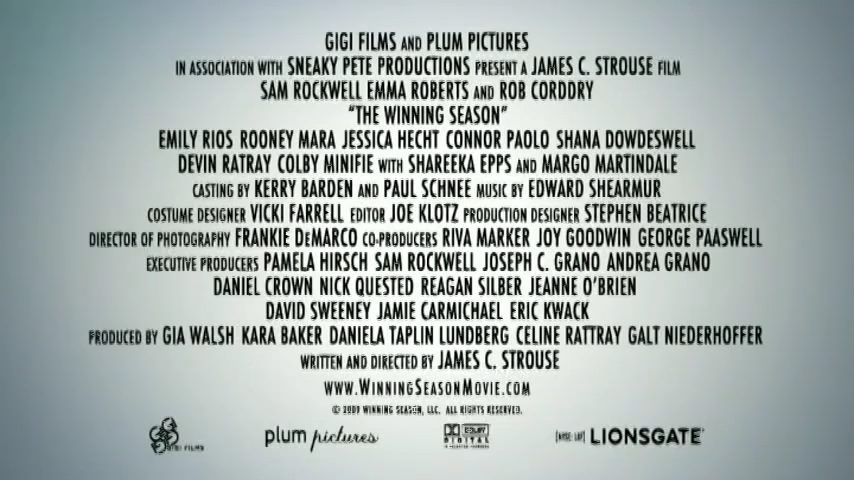 GIGI FILMS AND PLUM PICTURES
IN ASSOCIATION WITH SNEAKY PETE PRODUCTIONS PRESENT A JAMES C. STROUSE FILM
SAM ROCKWELL EMMA ROBERTS AND ROB CORDDRY
"THE WINNING SEASON"
EMILY RIOS ROONEY MARA JESSICA HECHT CONNOR PAOLO SHANA DOWDESWELL
DEVIN RATRAY COLBY MINIFIE WITH SHAREEKA EPPS AND MARGO MARTINDALE
CASTING BY KERRY BARDEN AND PAUL SCHNEE MUSIC BY EDWARD SHEARMUR
COSTUME DESIGNER VICKI FARRELL EDITOR JOE KLOTZ PRODUCTION DESIGNER STEPHEN BEATRICE
DIRECTOR OF PHOTOGRAPHY FRANKIE DEMARCO CO-PRODUCERS RIVA MARKER JOY GOODWIN GEORGE PAASWELL
EXECUTIVE PRODUCERS PAMELA HIRSCH SAM ROCKWELL JOSEPH C. GRANO ANDREA GRANO
DANIEL CROWN NICK QUESTED REAGAN SILBER JEANNE O'BRIEN
DAVID SWEENEY JAMIE CARMICHAEL ERIC KWACK
PRODUCED BY GIA WALSH KARA BAKER DANIELA TAPLIN LUNDBERG CELINE RATTRAY GALT NIEDERHOFFER
WRITTEN AND DIRECTED BY JAMES C. STROUSE
WWW.WINNINGSEASONMOVIE.COM
© 2009 WINNING SEASON, LLC. ALL RIGHTS RESERVED.
GIGI FILMS plum pictures DOLBY DIGITAL LIONSGATE